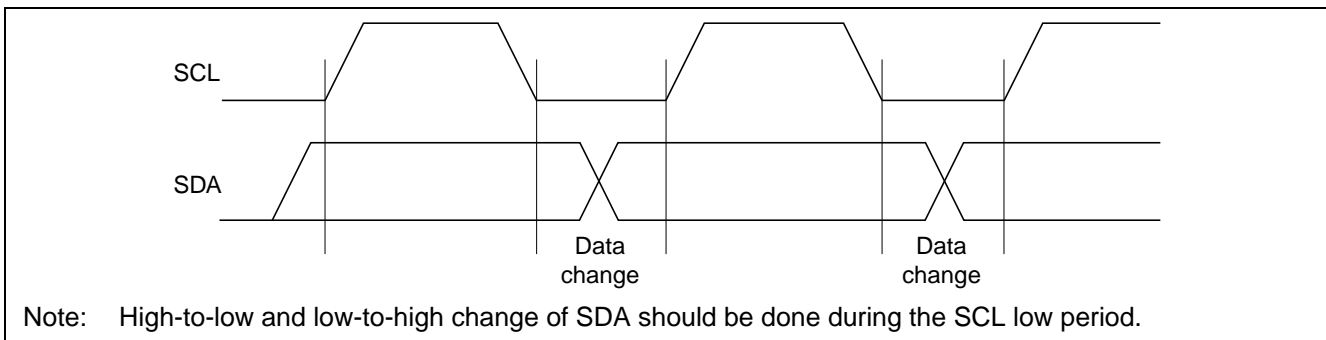 SCL
SDA
Data
change
Data
change
Note: High-to-low and low-to-high change of SDA should be done during the SCL low period.